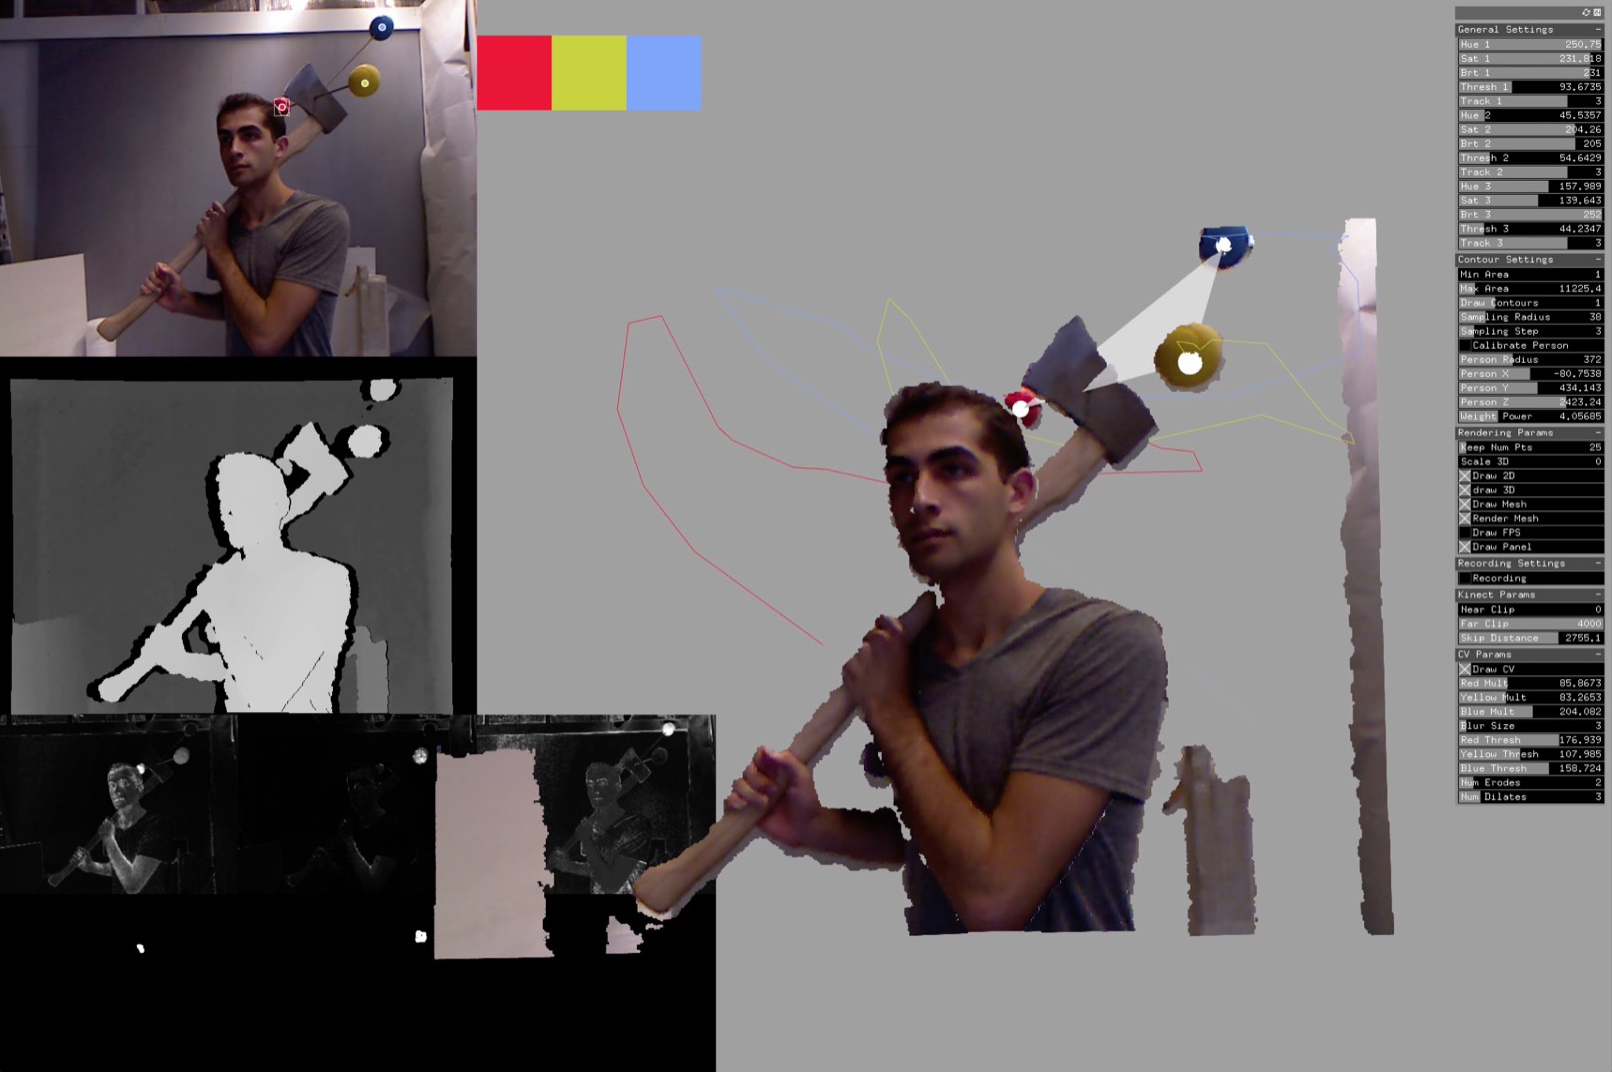 General Settings -
Hue 1 250.75
Sat 1 231.818
Brt 1 231
Thresh 1 93.6735
Track 1 3
Hue 2 45.5357
Sat 2 204.26
Brt 2 205
Thresh 2 54.6429
Track 2 3
Hue 3 157.989
Sat 3 139.643
Brt 3 252
Thresh 3 44.2347
Track 3 3
Contour Settings -
Min Area 1
Max Area 11225.4
Draw Contours 1
Sampling Radius 38
Sampling Step 3
Calibrate Person
Person Radius 372
Person X -80.7538
Person Y 434.143
Person Z 2423.24
Weight Power 4.05685
Rendering Params -
Keep Num Pts 25
Scale 3D 0
Draw 2D
draw 3D
Draw Mesh
Render Mesh
Draw FPS
Draw Panel
Recording Settings -
Recording
Kinect Params -
Near Clip 0
Far Clip 4000
Skip Distance 2755.1
CV Params -
Draw CV
Red Mult 85.8673
Yellow Mult 83.2653
Blue Mult 204.082
Blur Size 3
Red Thresh 176.939
Yellow Thresh 107.985
Blue Thresh 158.724
Num Erodes 2
Num Dilates 3